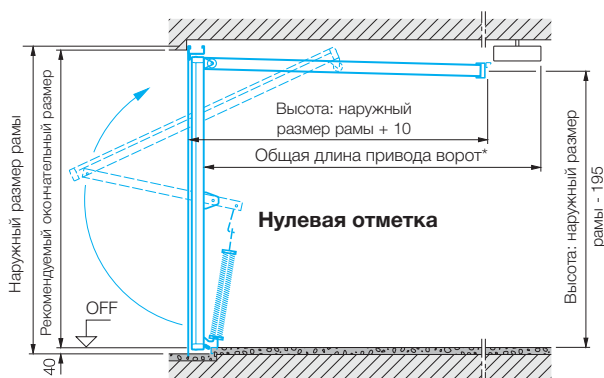 Наружный размер рамы
Рекомендуемый окончательный размер
Высота: наружный
размер рамы + 10
Общая длина привода ворот*
Нулевая отметка
Высота: наружный размер
рамы - 195
OFF
40